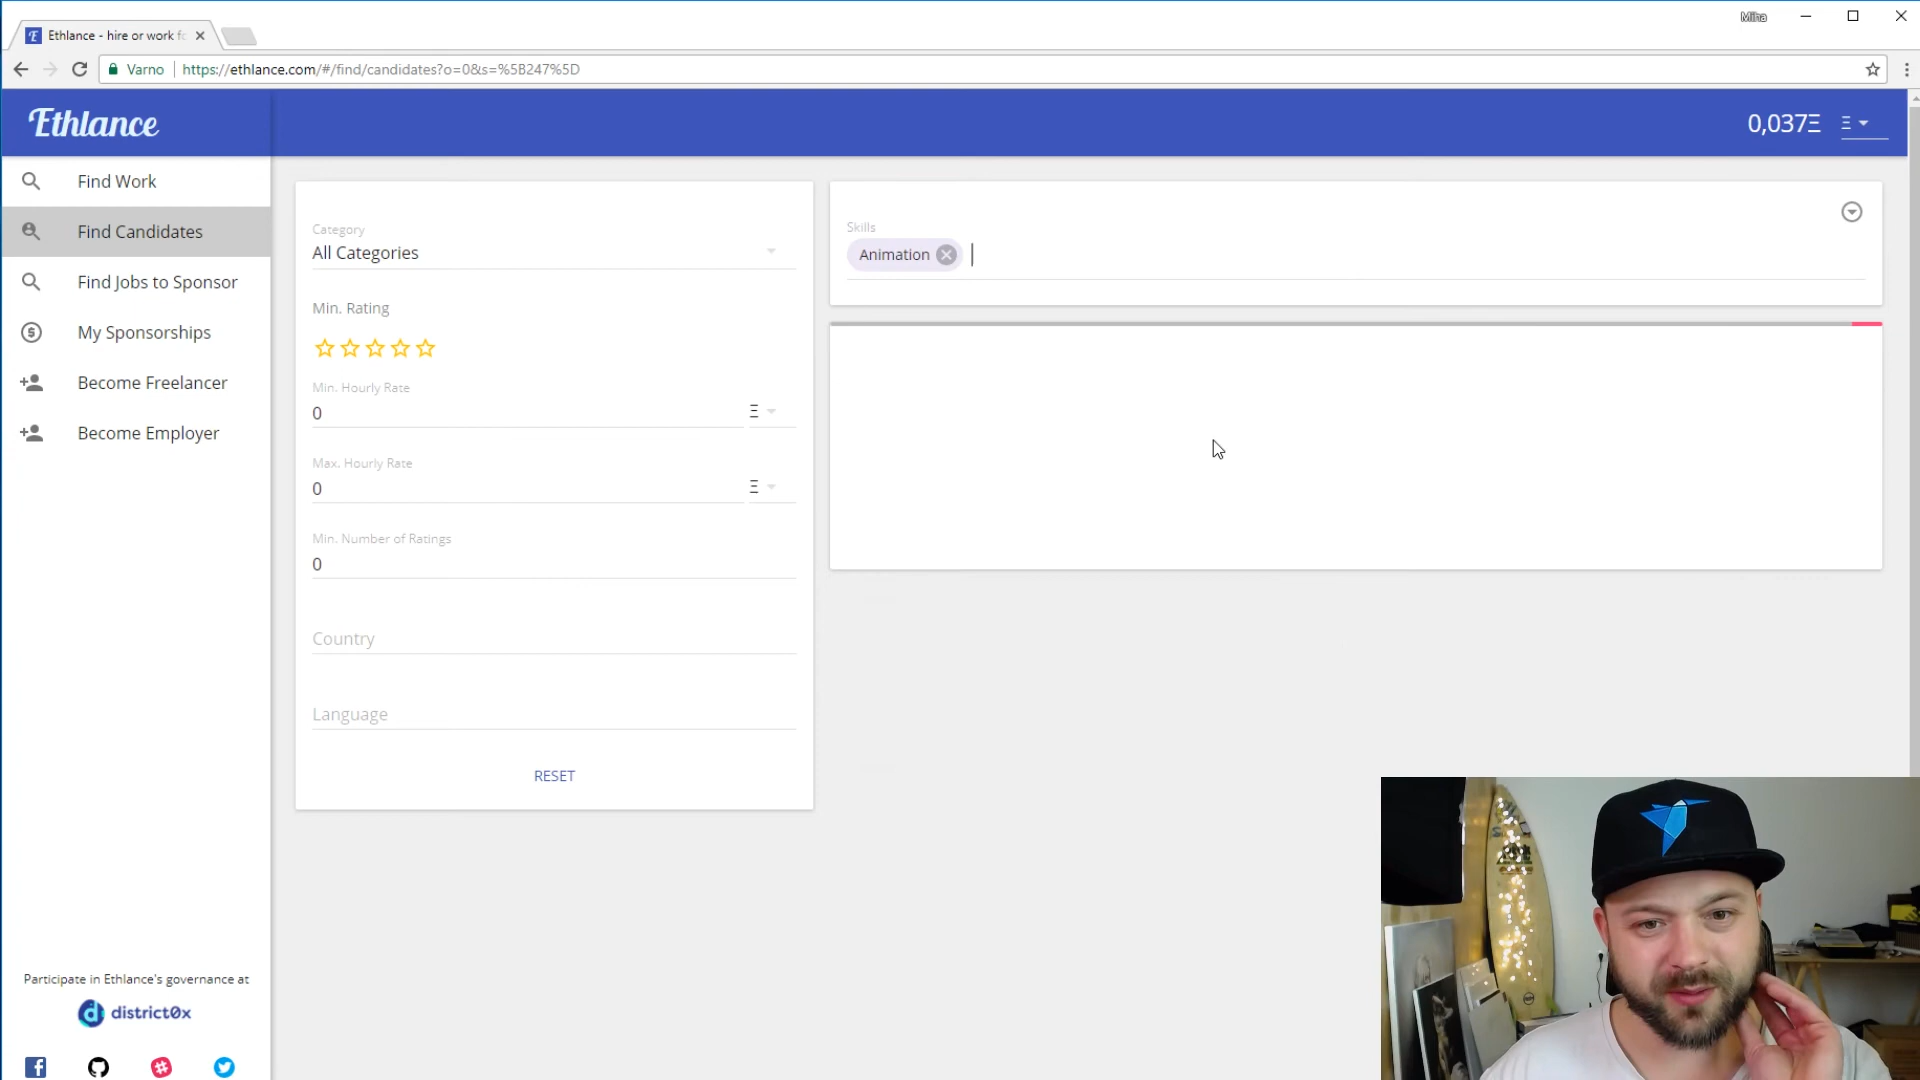 Miha
Ethlance - hire or work fo
Varno
https://ethlance.com/#/find/candidates?o=0&s=%5B247%5D
Ethlance
0,037Ξ
Ξ
Find Work
Find Candidates
Find Jobs to Sponsor
My Sponsorships
Become Freelancer
Become Employer
Category
All Categories
Min. Rating
Min. Hourly Rate
0
Ξ
Max. Hourly Rate
0
Ξ
Min. Number of Ratings
0
Country
Language
RESET
Skills
Animation
Participate in Ethlance's governance at
district0x